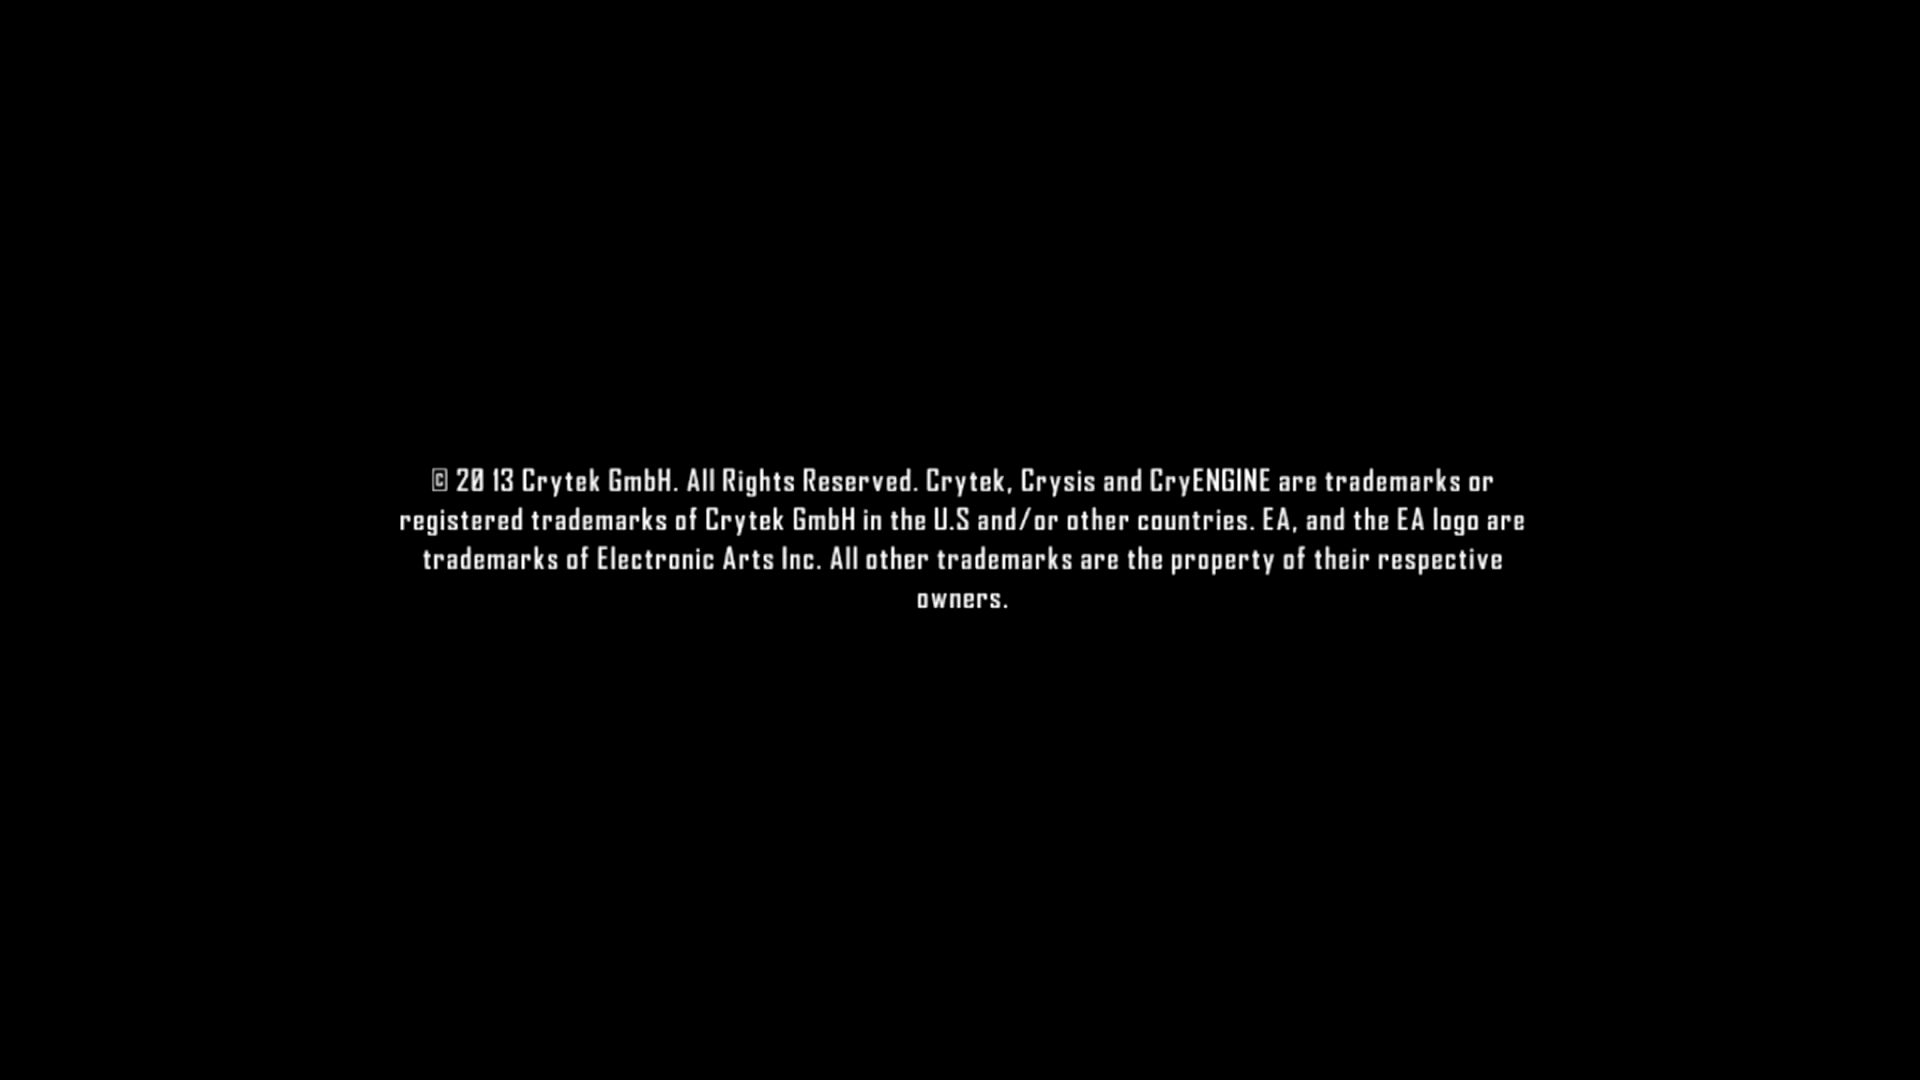 © 2013 Crytek GmbH. All Rights Reserved. Crytek, Crysis and CryENGINE are trademarks or
registered trademarks of Crytek GmbH in the U.S and/or other countries. EA, and the EA logo are
trademarks of Electronic Arts Inc. All other trademarks are the property of their respective
owners.